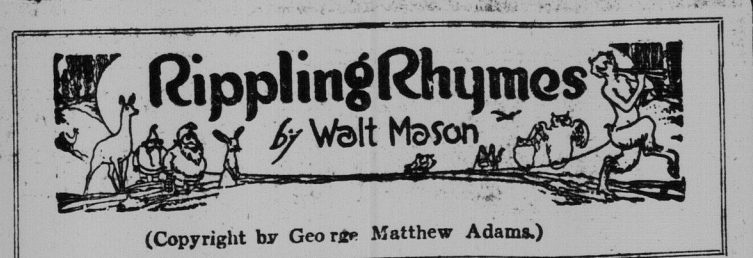 Rippling Rhymes
by Walt Mason
(Copyright by George Matthew Adams.)